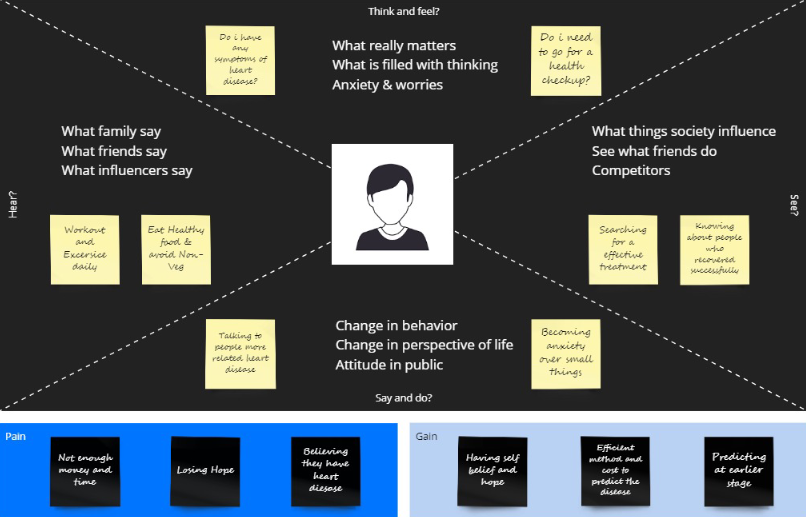 Think and feel?
Do i have
any
symptoms of
heart
disease?
What really matters
What is filled with thinking
Anxiety & worries
Do i need
to go for a
health
checkup?
What family say
What friends say
What influencers say
What things society influence
See what friends do
Competitors
Hear?
See?
Workout
and
Excersice
daily
Eat Healthy
food &
avoid Non-
Veg
Searching
for a
effective
treatment
Knowing
about people
who
recovered
successfully
Talking to
people more
related heart
disease
Change in behavior
Change in perspective of life
Attitude in public
Becoming
anxiety
over small
things
Say and do?
Pain
Not enough
money and
time
Losing Hope
Believing
they have
heart
diesase
Gain
Having self
belief and
hope
Efficient
method and
cost to
predict the
disease
Predicting
at earlier
stage